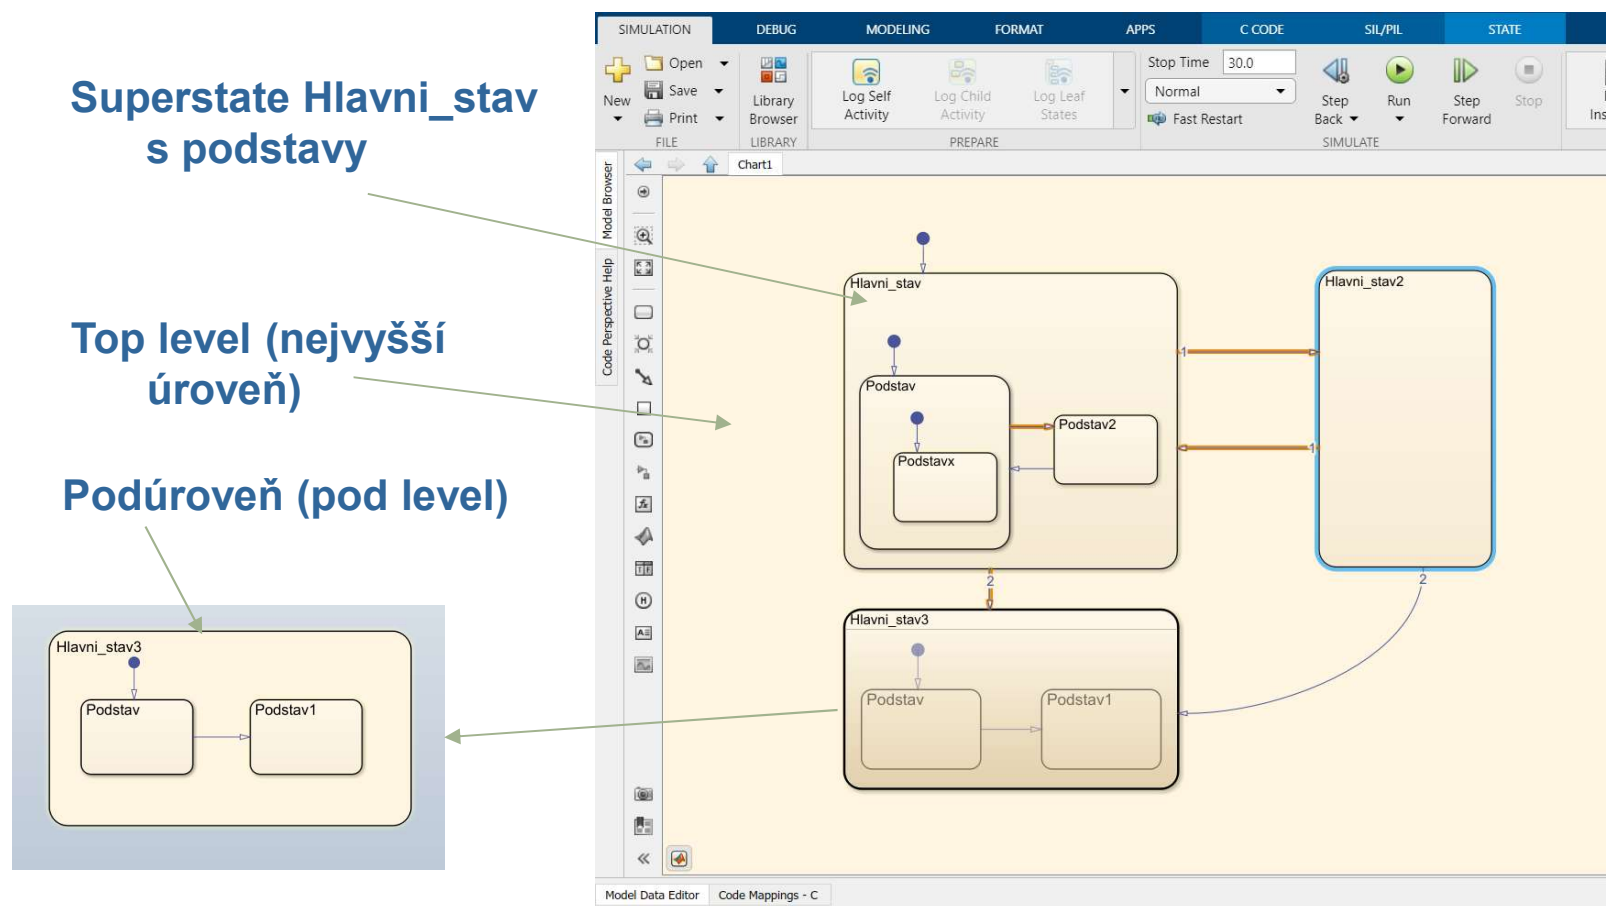 Superstate Hlavni_stav
s podstavy
Top level (nejvyšší
úroveň)
Podúroveň (pod level)
Hlavni_stav3
Podstav
Podstav1
SIMULATION
DEBUG
MODELING
FORMAT
APPS
C CODE
SIL/PIL
STATE
New
Open
Save
Print
FILE
Library
Browser
LIBRARY
Log Self
Activity
Log Child
Activity
Log Leaf
States
PREPARE
Stop Time
30.0
Normal
Fast Restart
Step
Back
Run
Step
Forward
Stop
SIMULATE
Model Browser
Code Perspective Help
Chart1
Hlavni_stav
Podstav
Podstavx
Podstav2
1
Hlavni_stav2
1
2
2
Hlavni_stav3
Podstav
Podstav1
Model Data Editor
Code Mappings - C